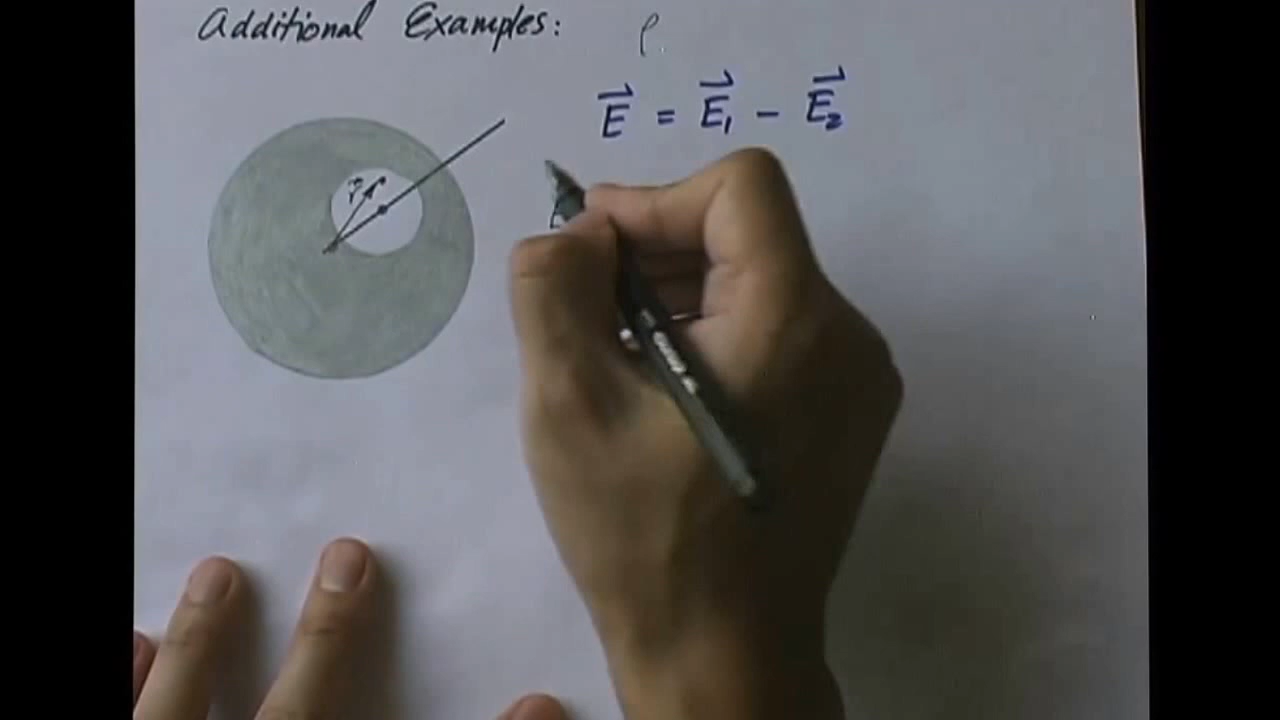 Additional Examples: ρ
E⃗ = E⃗₁ − E⃗₂
r⃗